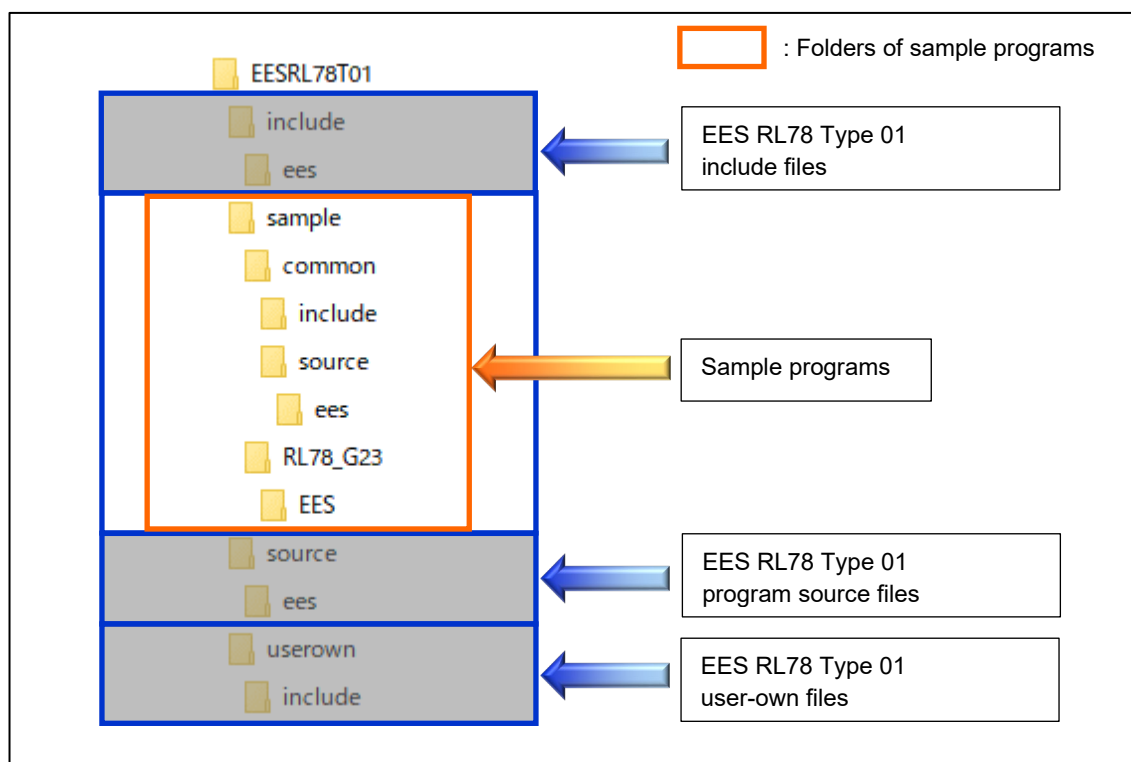 : Folders of sample programs
EESRL78T01
include
ees
EES RL78 Type 01
include files
sample
common
include
source
ees
RL78_G23
EES
Sample programs
source
ees
EES RL78 Type 01
program source files
userown
include
EES RL78 Type 01
user-own files